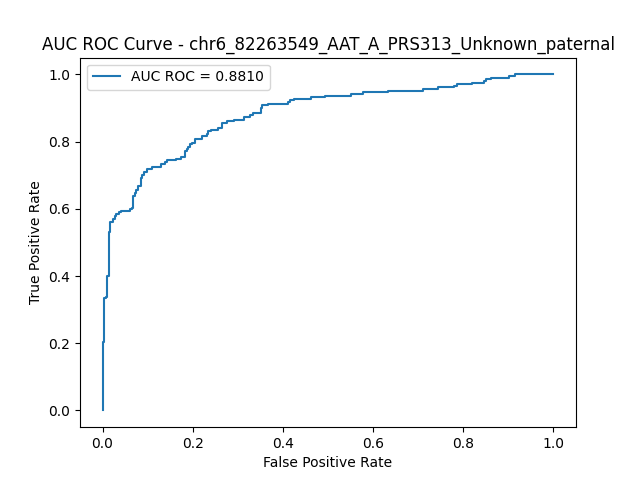 AUC ROC Curve - chr6_82263549_AAT_A_PRS313_Unknown_paternal
AUC ROC = 0.8810
1.0
0.8
0.6
0.4
0.2
0.0
True Positive Rate
0.0 0.2 0.4 0.6 0.8 1.0
False Positive Rate